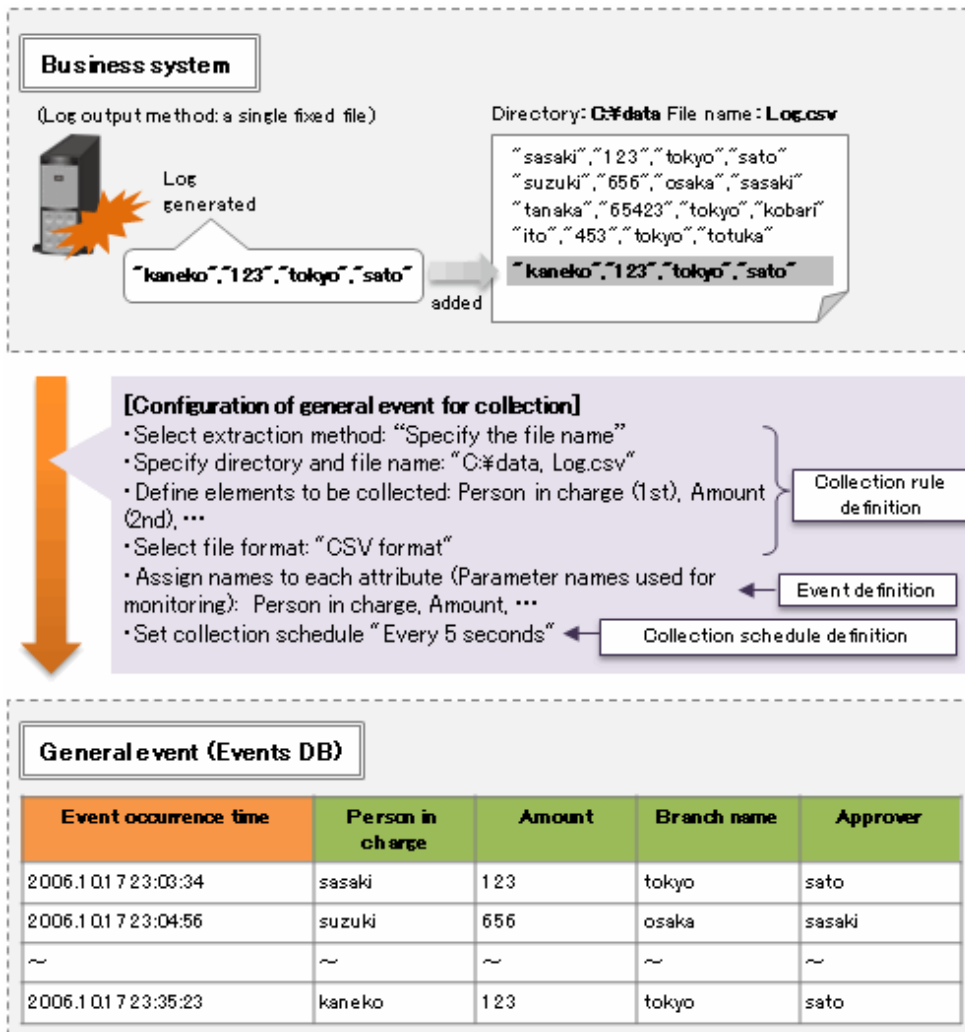 Business system
(Log output method: a single fixed file)
Directory: C:¥data File name : Log.csv
Log
generated
"kaneko","123","tokyo","sato"
added
"sasaki","123","tokyo","sato"
"suzuki","656","osaka","sasaki"
"tanaka","65423","tokyo","kobari"
"ito","453","tokyo","totuka"
"kaneko","123","tokyo","sato"
[Configuration of general event for collection]
・Select extraction method: “Specify the file name”
・Specify directory and file name: "C:¥data, Log.csv"
・Define elements to be collected: Person in charge (1st), Amount
(2nd), ・・・
・Select file format: "CSV format"
Collection rule
definition
・Assign names to each attribute (Parameter names used for
monitoring): Person in charge, Amount, ・・・
Event definition
・Set collection schedule "Every 5 seconds"
Collection schedule definition
General event (Events DB)
Event occurrence time Person in charge Amount Branch name Approver
2006.10.17 23:03:34 sasaki 123 tokyo sato
2006.10.17 23:04:56 suzuki 656 osaka sasaki
～ ～ ～ ～ ～
2006.10.17 23:35:23 kaneko 123 tokyo sato